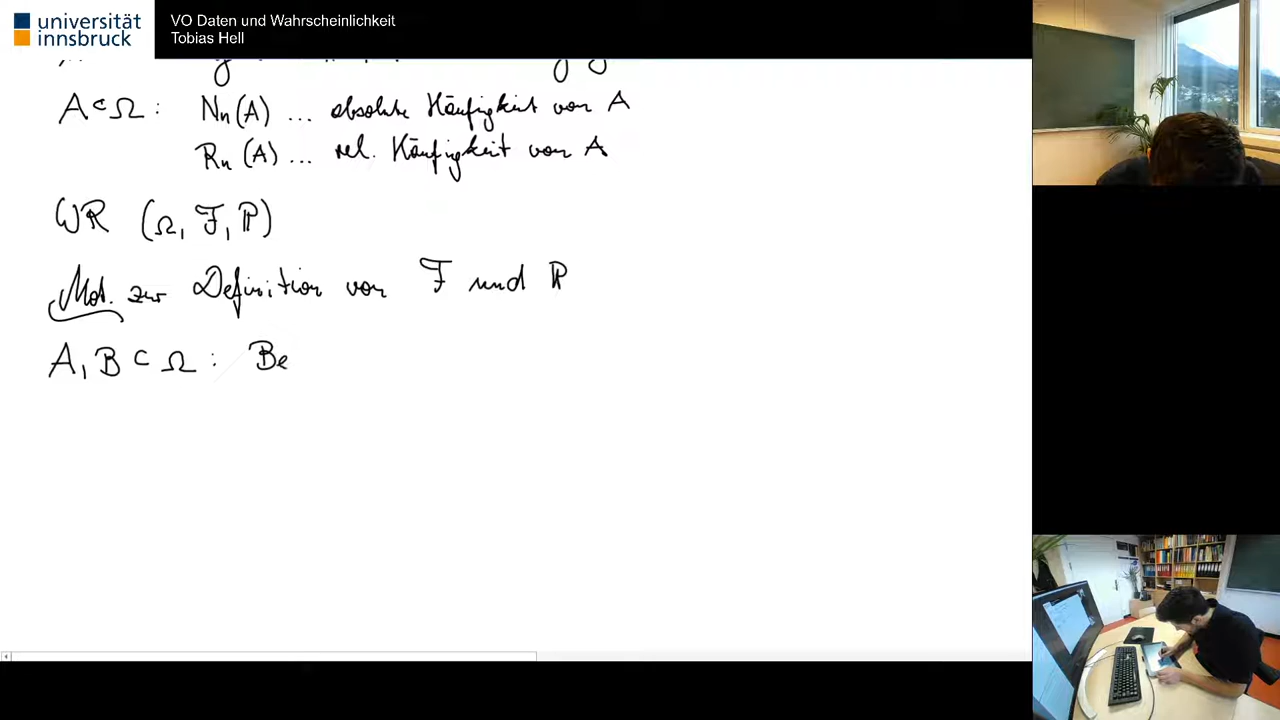 universität
innsbruck
VO Daten und Wahrscheinlichkeit
Tobias Hell
A ⊂ Ω : Nn(A) ... absolute Häufigkeit von A
Rn(A) ... rel. Häufigkeit von A
WR (Ω, F, P)
Mot. zur Definition von F und P
A, B ⊂ Ω : Be